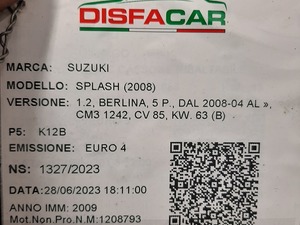 DISFACAR
MARCA: SUZUKI
MODELLO: SPLASH (2008)
VERSIONE: 1.2, BERLINA, 5 P., DAL 2008-04 AL »,
CM3 1242, CV 85, KW. 63 (B)
P5: K12B
EMISSIONE: EURO 4
NS: 1327/2023
DATA:28/06/2023 18:11:00
ANNO IMM: 2009
Mot.Non.Pro.N.M:1208793